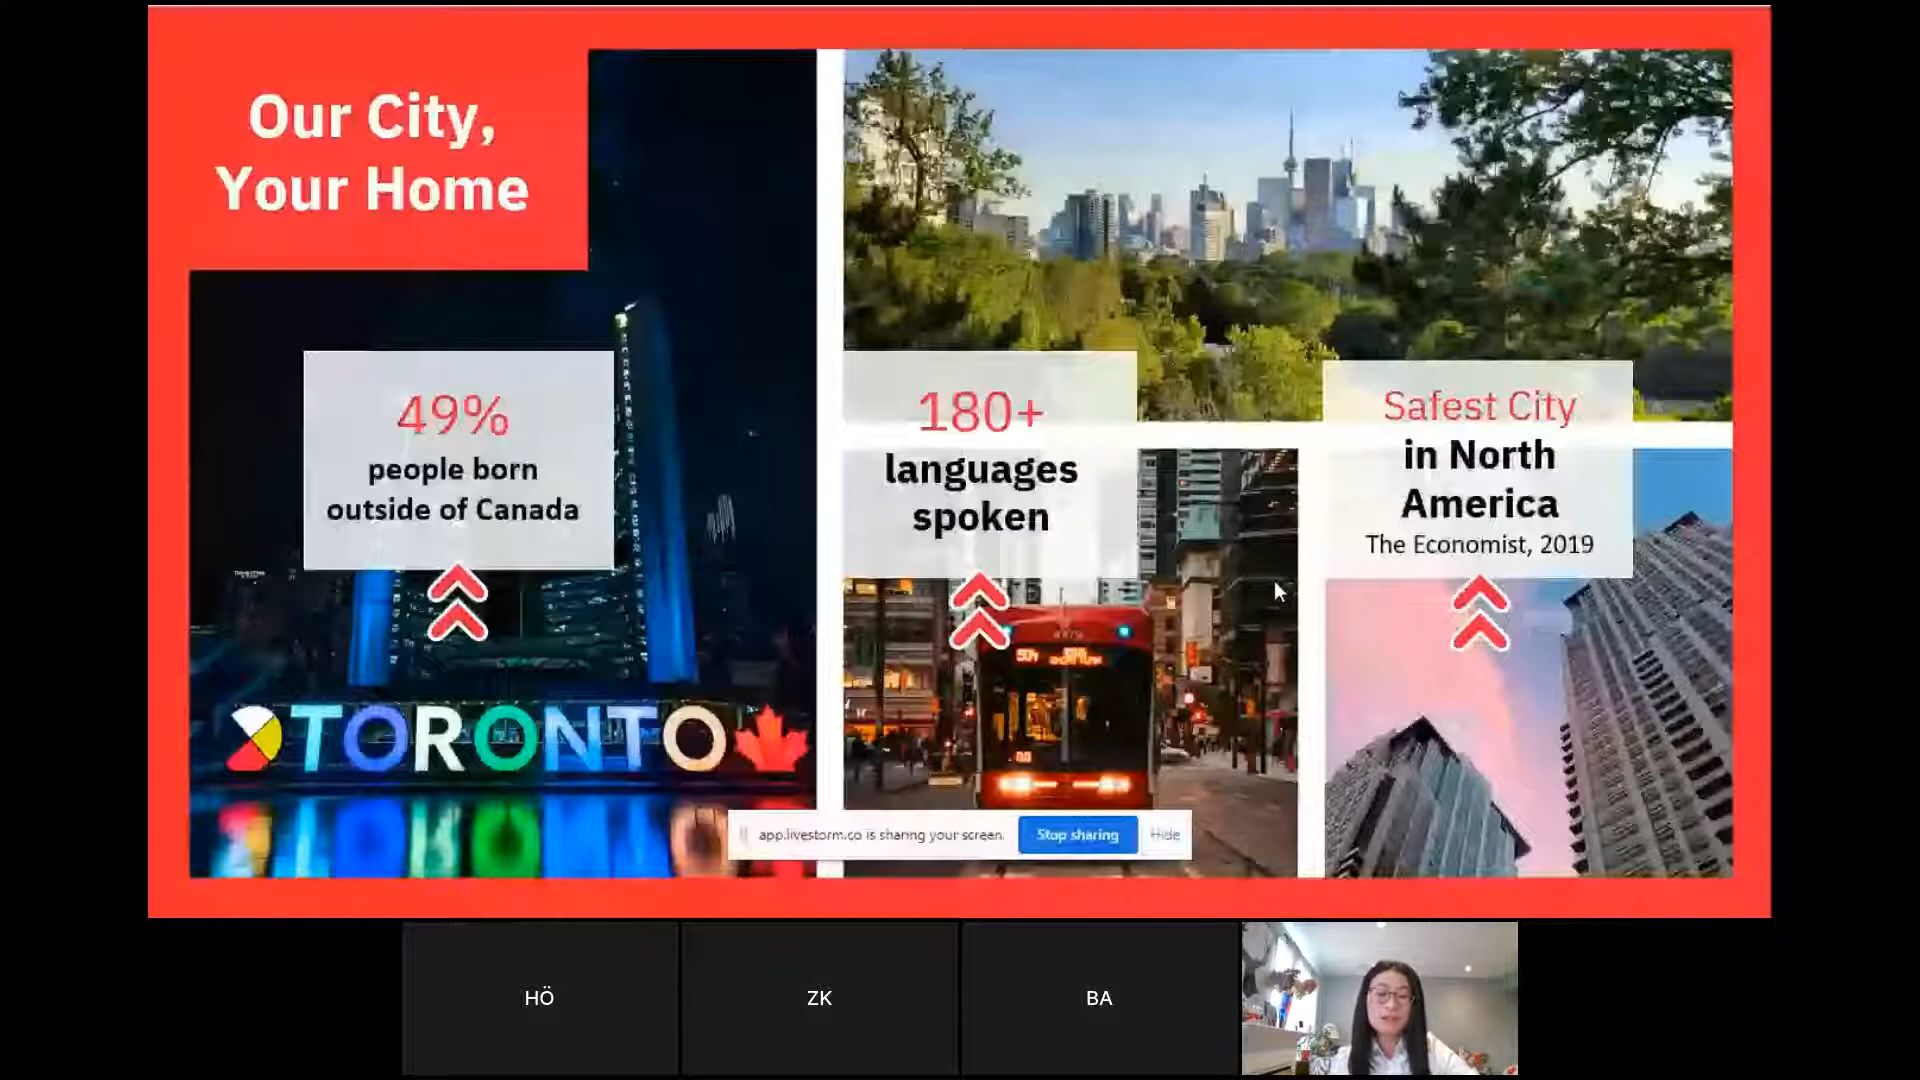 Our City,
Your Home
49%
people born
outside of Canada
180+
languages
spoken
Safest City
in North
America
The Economist, 2019
TORONTO
app.livestorm.co is sharing your screen.
Stop sharing
Hide
HÖ
ZK
BA